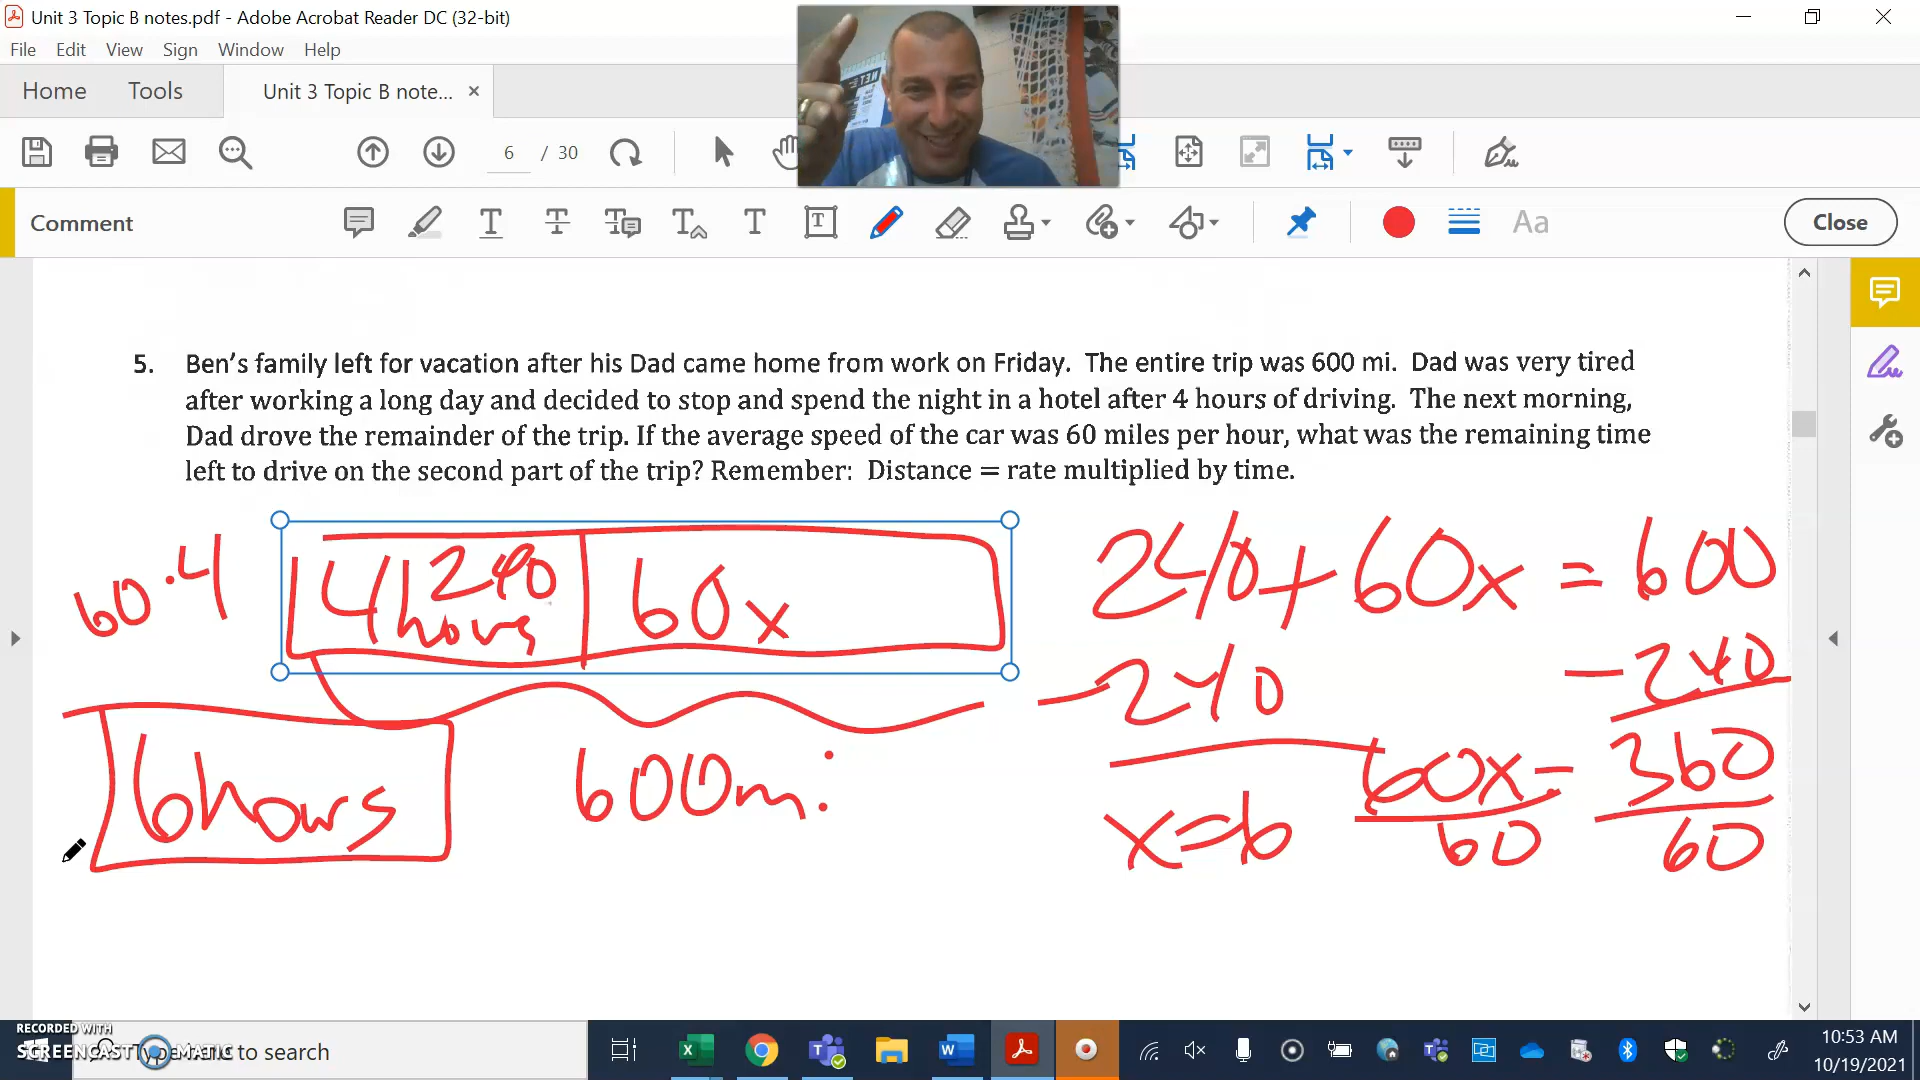 Unit 3 Topic B notes.pdf - Adobe Acrobat Reader DC (32-bit)
File Edit View Sign Window Help
Home Tools Unit 3 Topic B note... ×
6 / 30
Comment
Aa
Close
5. Ben's family left for vacation after his Dad came home from work on Friday. The entire trip was 600 mi. Dad was very tired
after working a long day and decided to stop and spend the night in a hotel after 4 hours of driving. The next morning,
Dad drove the remainder of the trip. If the average speed of the car was 60 miles per hour, what was the remaining time
left to drive on the second part of the trip? Remember: Distance = rate multiplied by time.
60·4
4 hours
240
60x
240 + 60x = 600
-240 -240
60x = 360
60 60
x=6
6hours
600mi
RECORDED WITH
SCREENCAST MATIC
Type here to search
10:53 AM
10/19/2021